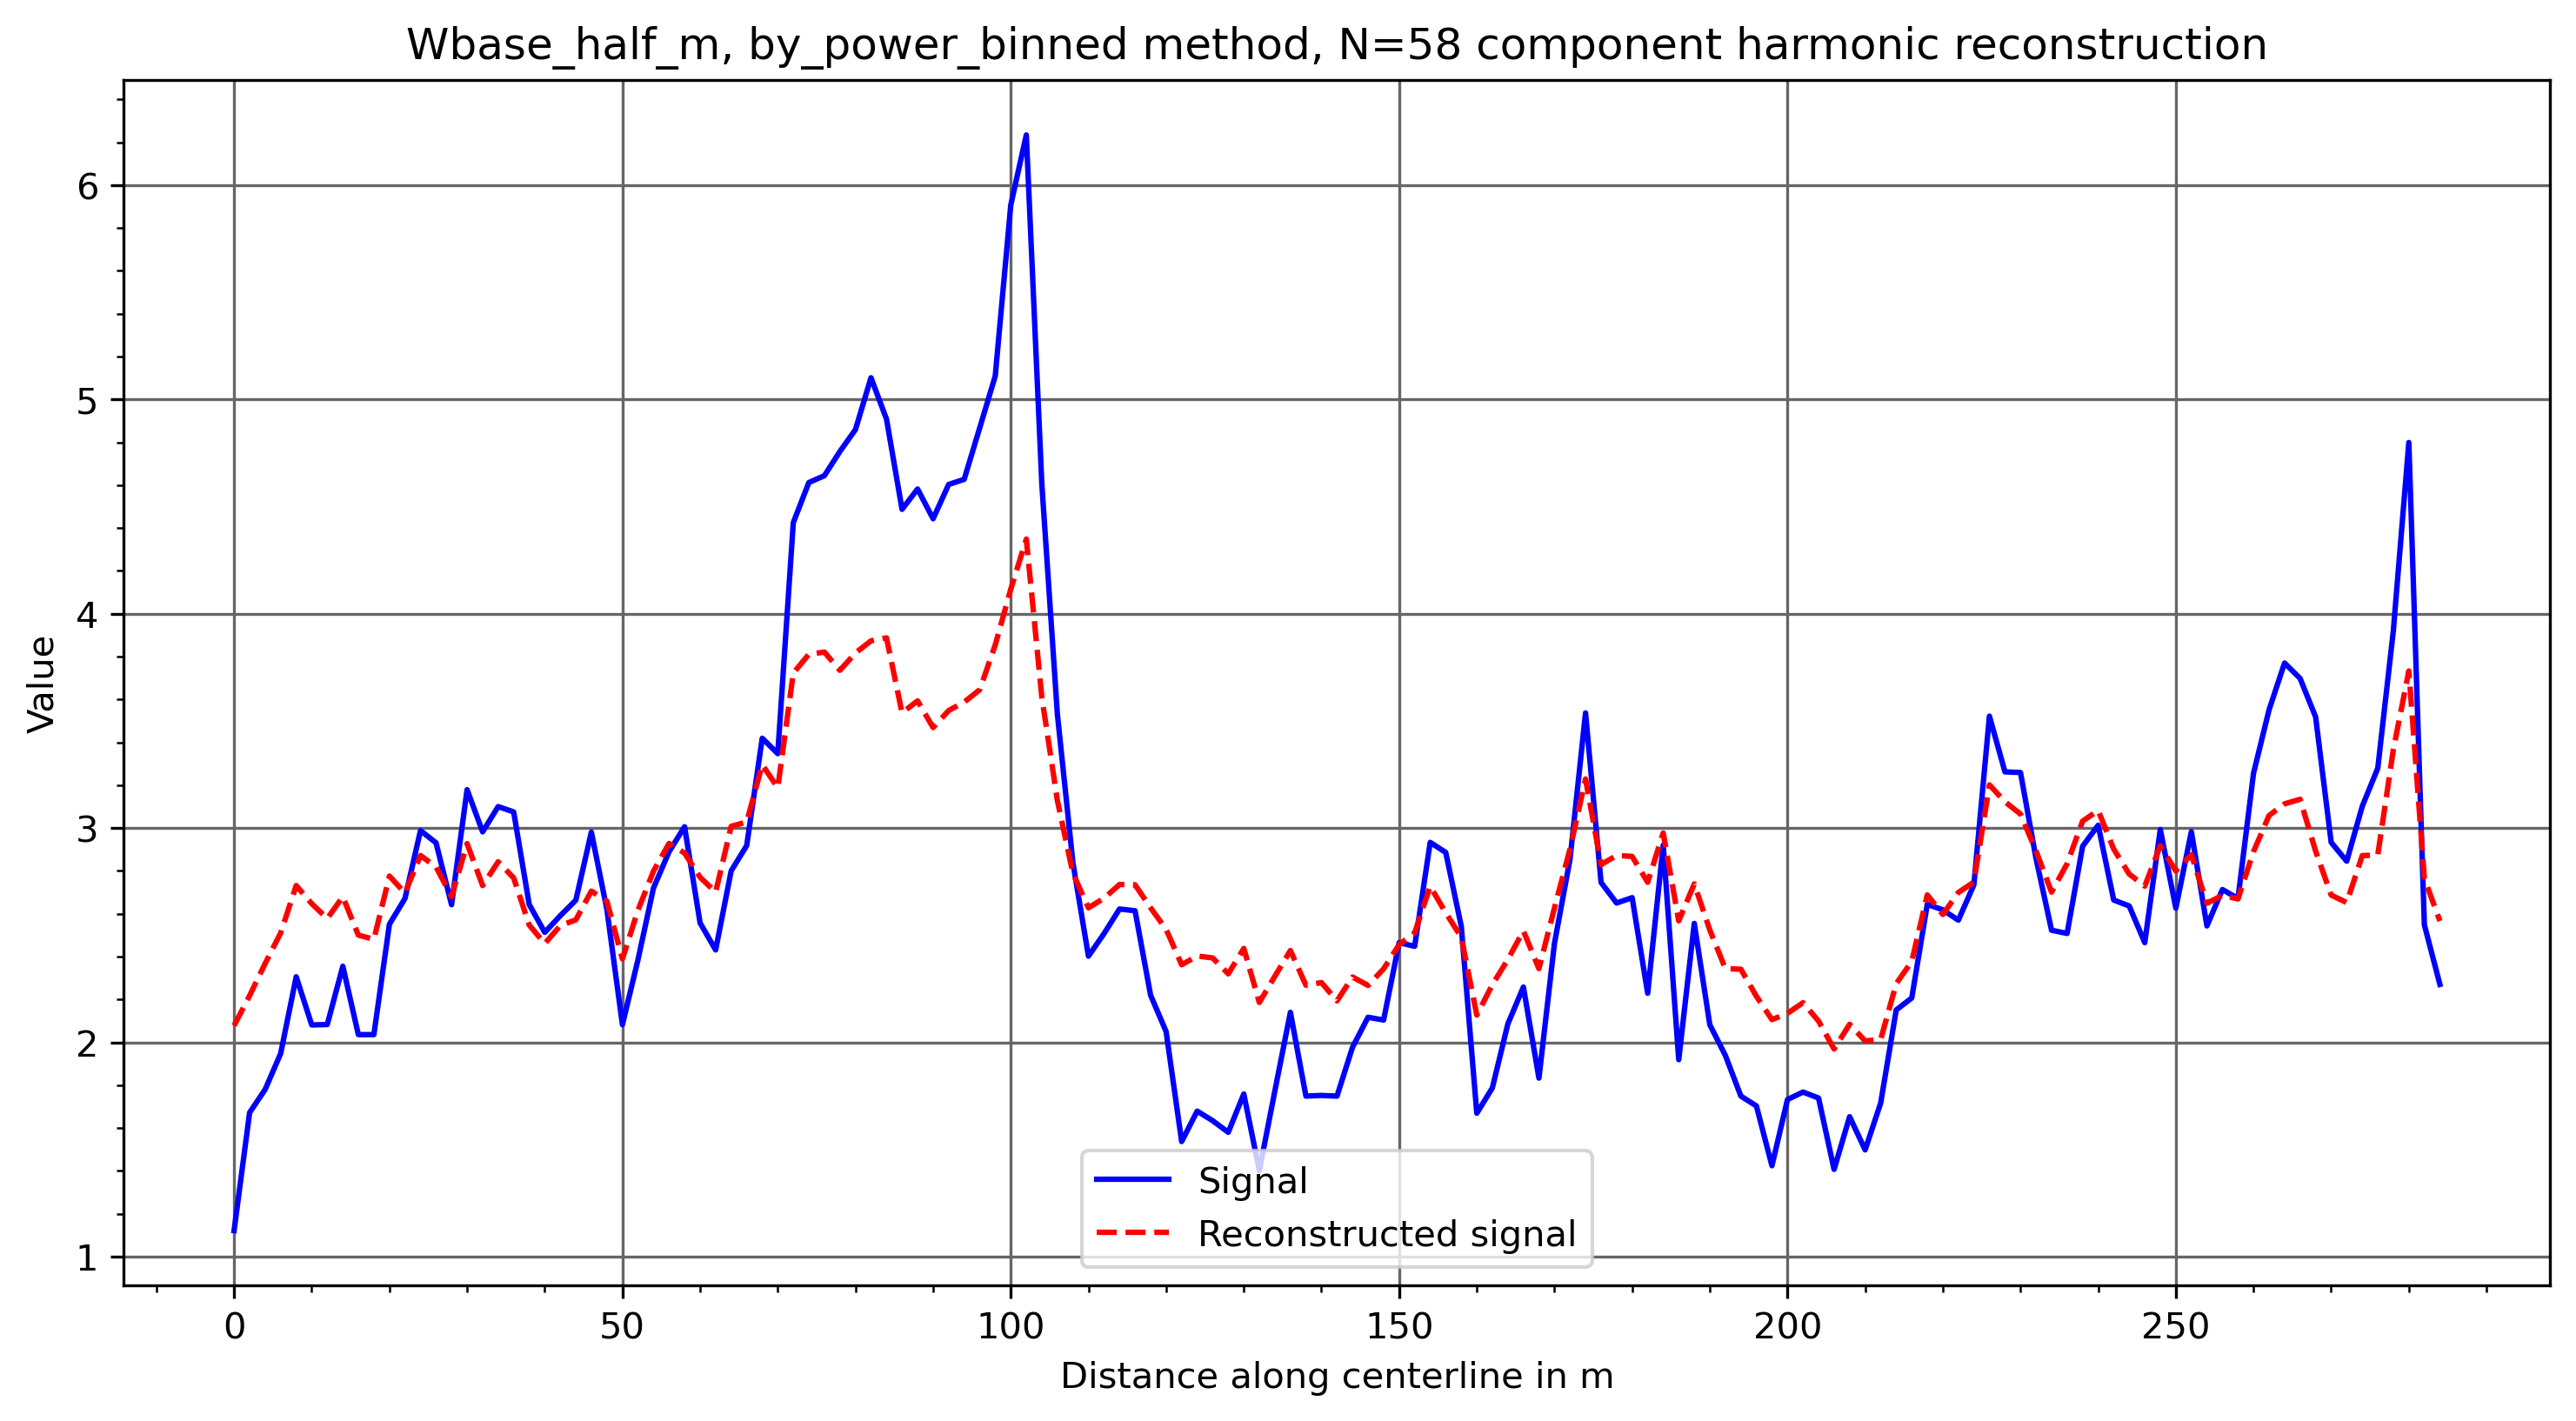 Wbase_half_m, by_power_binned method, N=58 component harmonic reconstruction
Value
6
5
4
3
2
1
Signal
Reconstructed signal
0 50 100 150 200 250
Distance along centerline in m